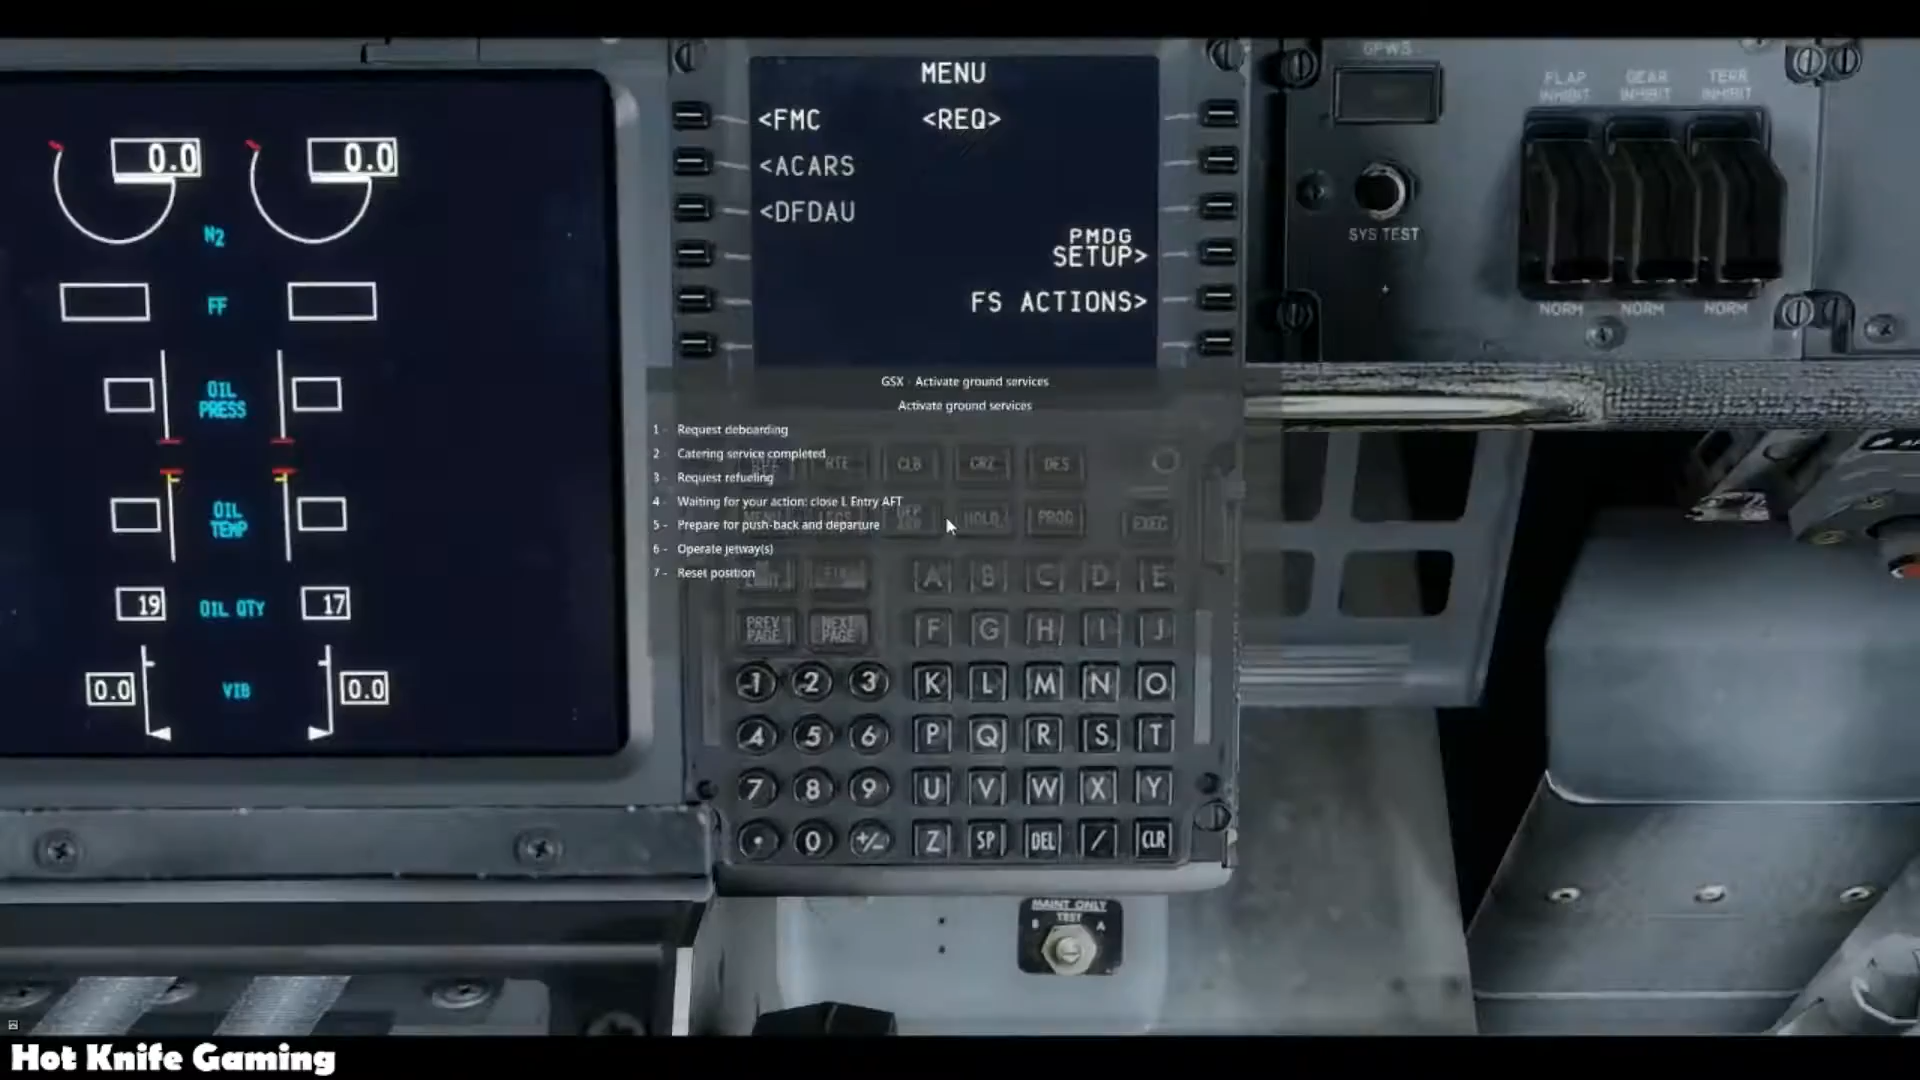 MENU
<FMC
<REQ>
<ACARS
<DFDAU
PMDG
SETUP>
FS ACTIONS>
0.0
0.0
N2
FF
OIL
PRESS
OIL
TEMP
19
OIL QTY
17
0.0
VIB
0.0
GPWS
SYS TEST
FLAP
INHIBIT
GEAR
INHIBIT
TERR
INHIBIT
NORM
NORM
NORM
GSX - Activate ground services
Activate ground services
1 - Request deboarding
2 - Catering service completed
3 - Request refueling
4 - Waiting for your action: close L Entry AFT
5 - Prepare for push-back and departure
6 - Operate jetway(s)
7 - Reset position
RTE CLB CRZ DES
HOLD PROG EXEC
A B C D E
PREV
PAGE
NEXT
PAGE
F G H I J
1 2 3 K L M N O
4 5 6 P Q R S T
7 8 9 U V W X Y
. 0 +/- Z SP DEL / CLR
MAINT ONLY
TEST
B A
Hot Knife Gaming